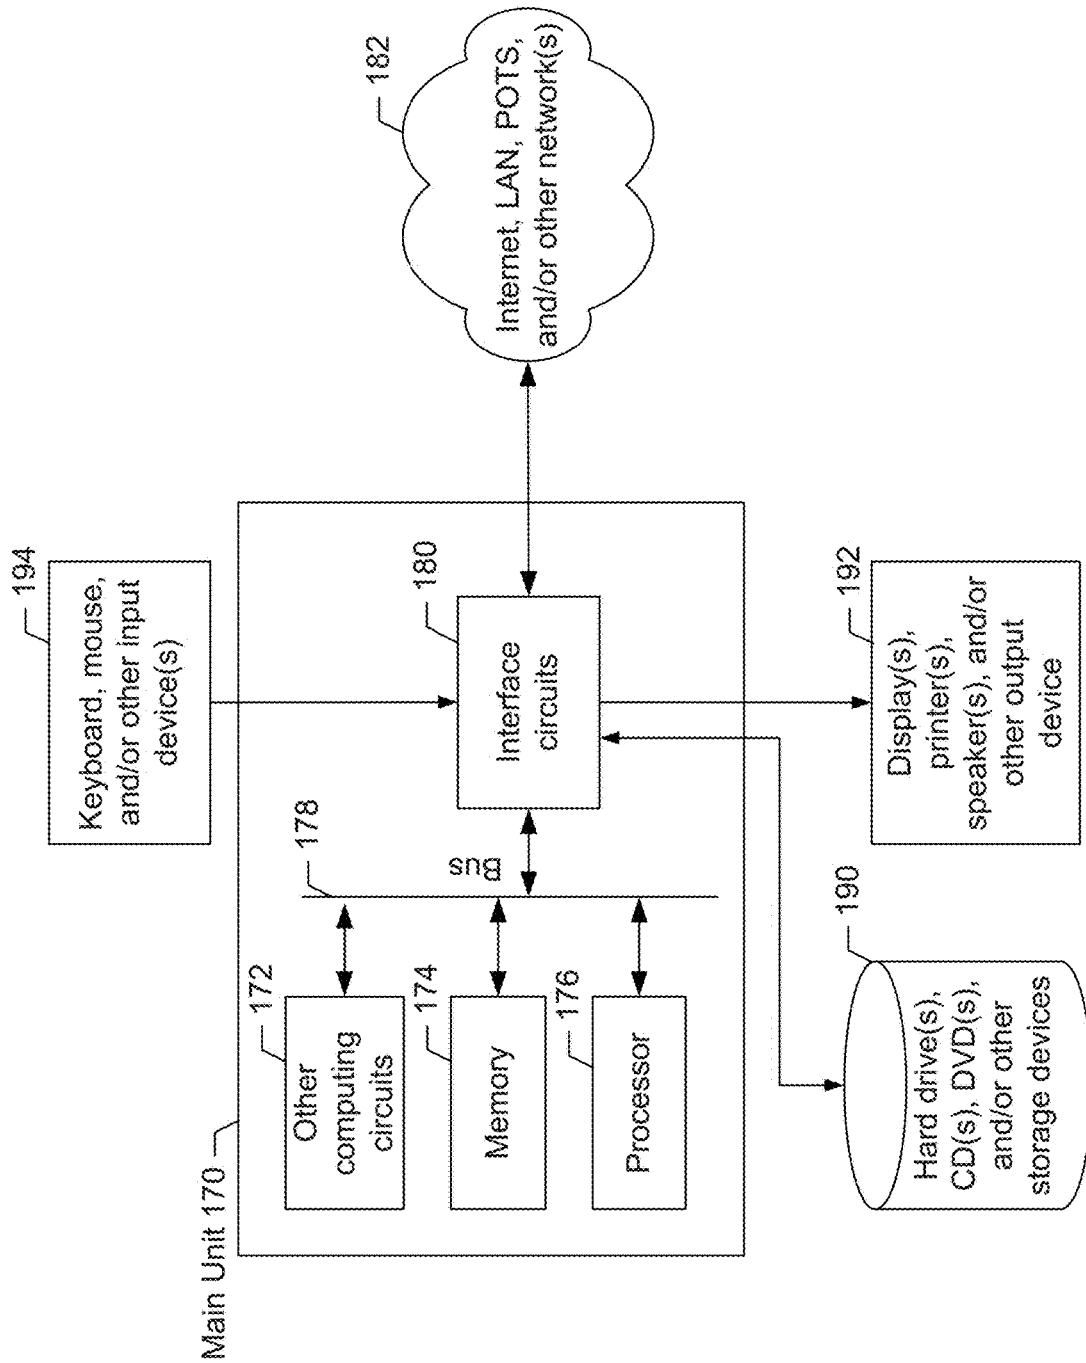 194
Keyboard, mouse,
and/or other input
device(s)
Main Unit 170
172
Other
computing
circuits
174
Memory
176
Processor
178
Bus
180
Interface
circuits
182
Internet, LAN, POTS,
and/or other network(s)
190
Hard drive(s),
CD(s), DVD(s),
and/or other
storage devices
192
Display(s),
printer(s),
speaker(s), and/or
other output
device